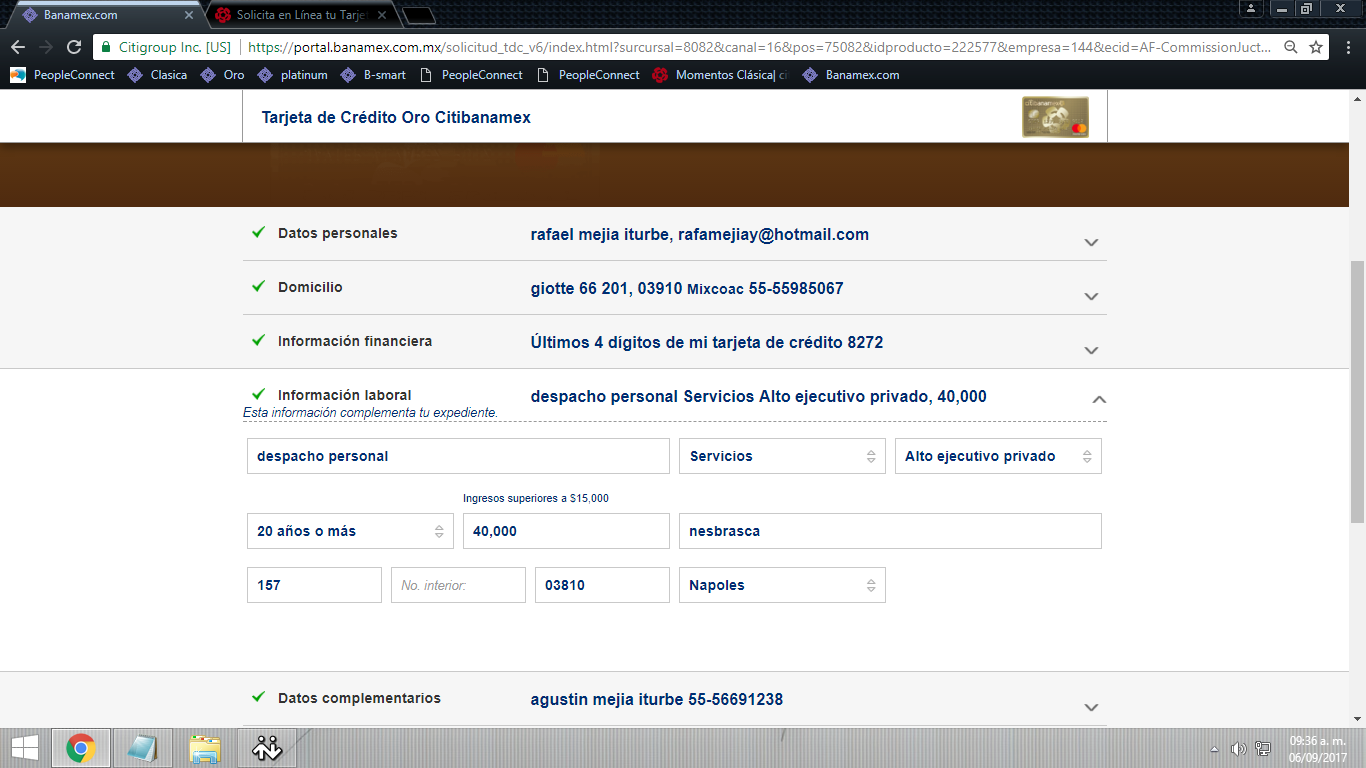 Banamex.com
Solicita en Línea tu Tarje
Citigroup Inc. [US] https://portal.banamex.com.mx/solicitud_tdc_v6/index.html?surcursal=8082&canal=16&pos=75082&idproducto=222577&empresa=144&ecid=AF-CommissionJuct...
PeopleConnect Clasica Oro platinum B-smart PeopleConnect PeopleConnect Momentos Clásica| ci Banamex.com
Tarjeta de Crédito Oro Citibanamex
Datos personales rafael mejia iturbe, rafamejiay@hotmail.com
Domicilio giotte 66 201, 03910 Mixcoac 55-55985067
Información financiera Últimos 4 dígitos de mi tarjeta de crédito 8272
Información laboral despacho personal Servicios Alto ejecutivo privado, 40,000
Esta información complementa tu expediente.
despacho personal Servicios Alto ejecutivo privado
Ingresos superiores a $15,000
20 años o más 40,000 nesbrasca
157 No. interior: 03810 Napoles
Datos complementarios agustin mejia iturbe 55-56691238
09:36 a. m.
06/09/2017